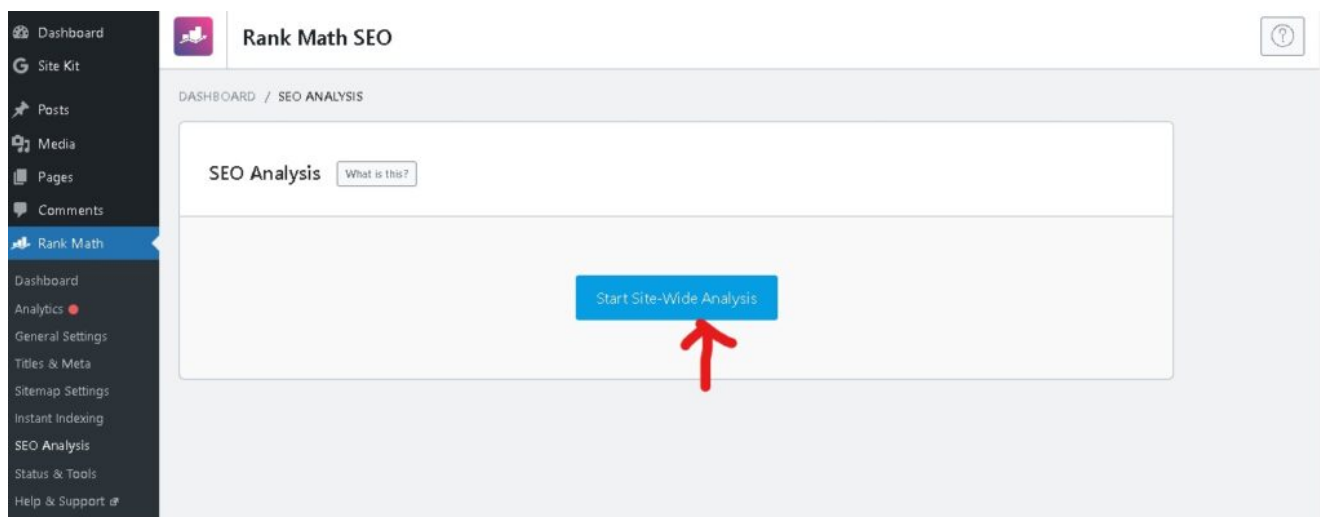 Dashboard
Site Kit
Posts
Media
Pages
Comments
Rank Math
Dashboard
Analytics
General Settings
Titles & Meta
Sitemap Settings
Instant Indexing
SEO Analysis
Status & Tools
Help & Support
Rank Math SEO
?
DASHBOARD / SEO ANALYSIS
SEO Analysis What is this?
Start Site-Wide Analysis